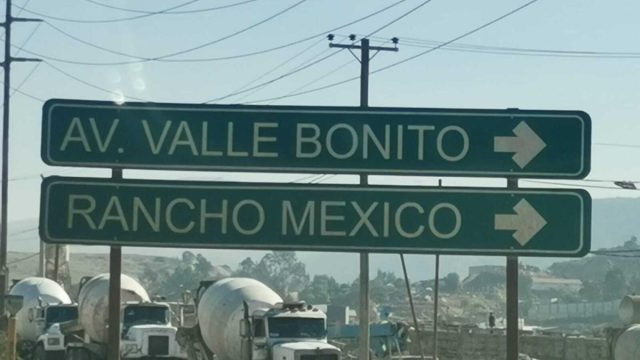 AV. VALLE BONITO
RANCHO MEXICO